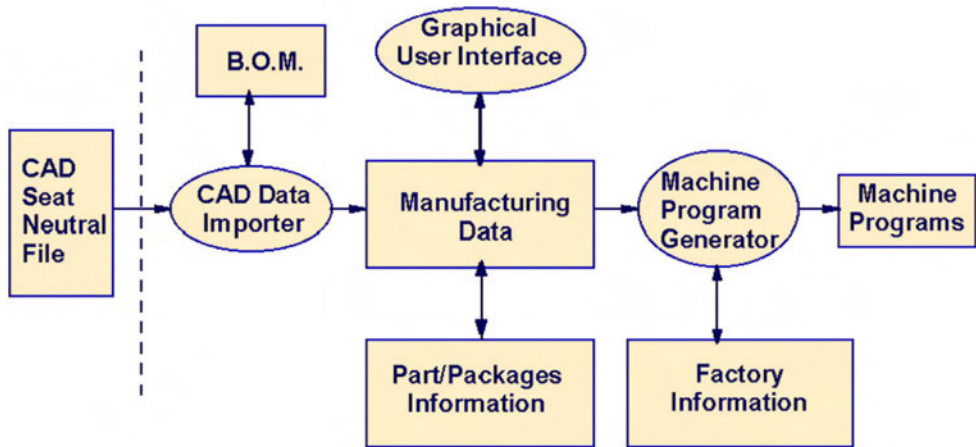 Graphical
User Interface
B.O.M.
CAD
Seat
Neutral
File
CAD Data
Importer
Manufacturing
Data
Machine
Program
Generator
Machine
Programs
Part/Packages
Information
Factory
Information